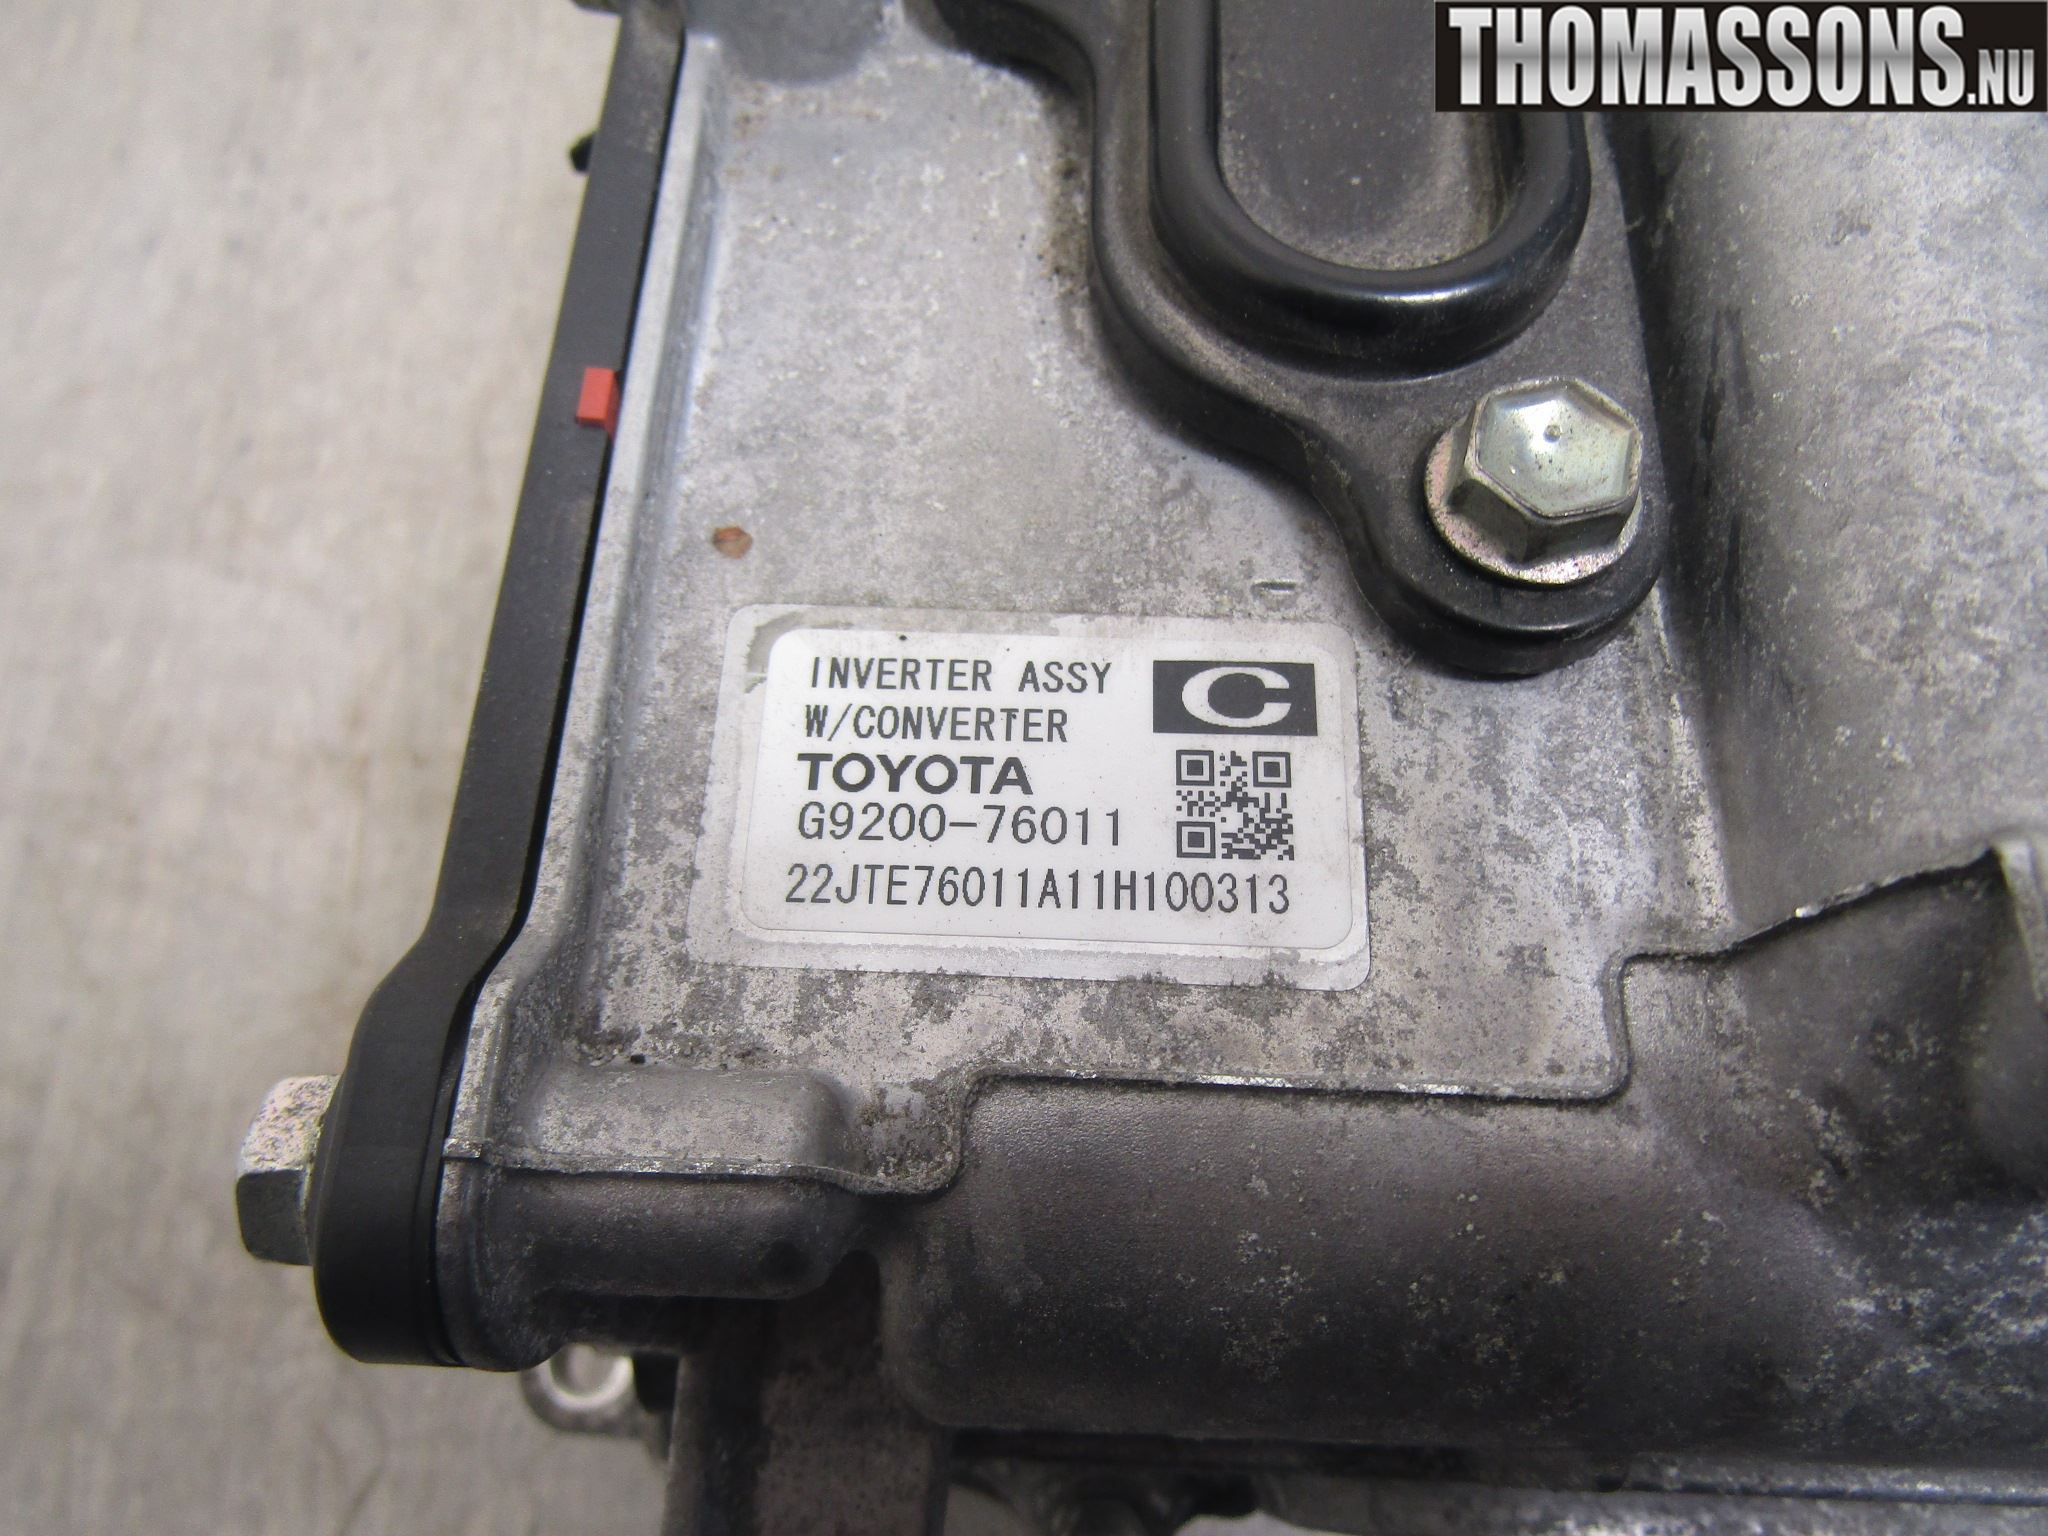 THOMASSONS.NU
INVERTER ASSY
W/CONVERTER
C
TOYOTA
G9200-76011
22JTE76011A11H100313